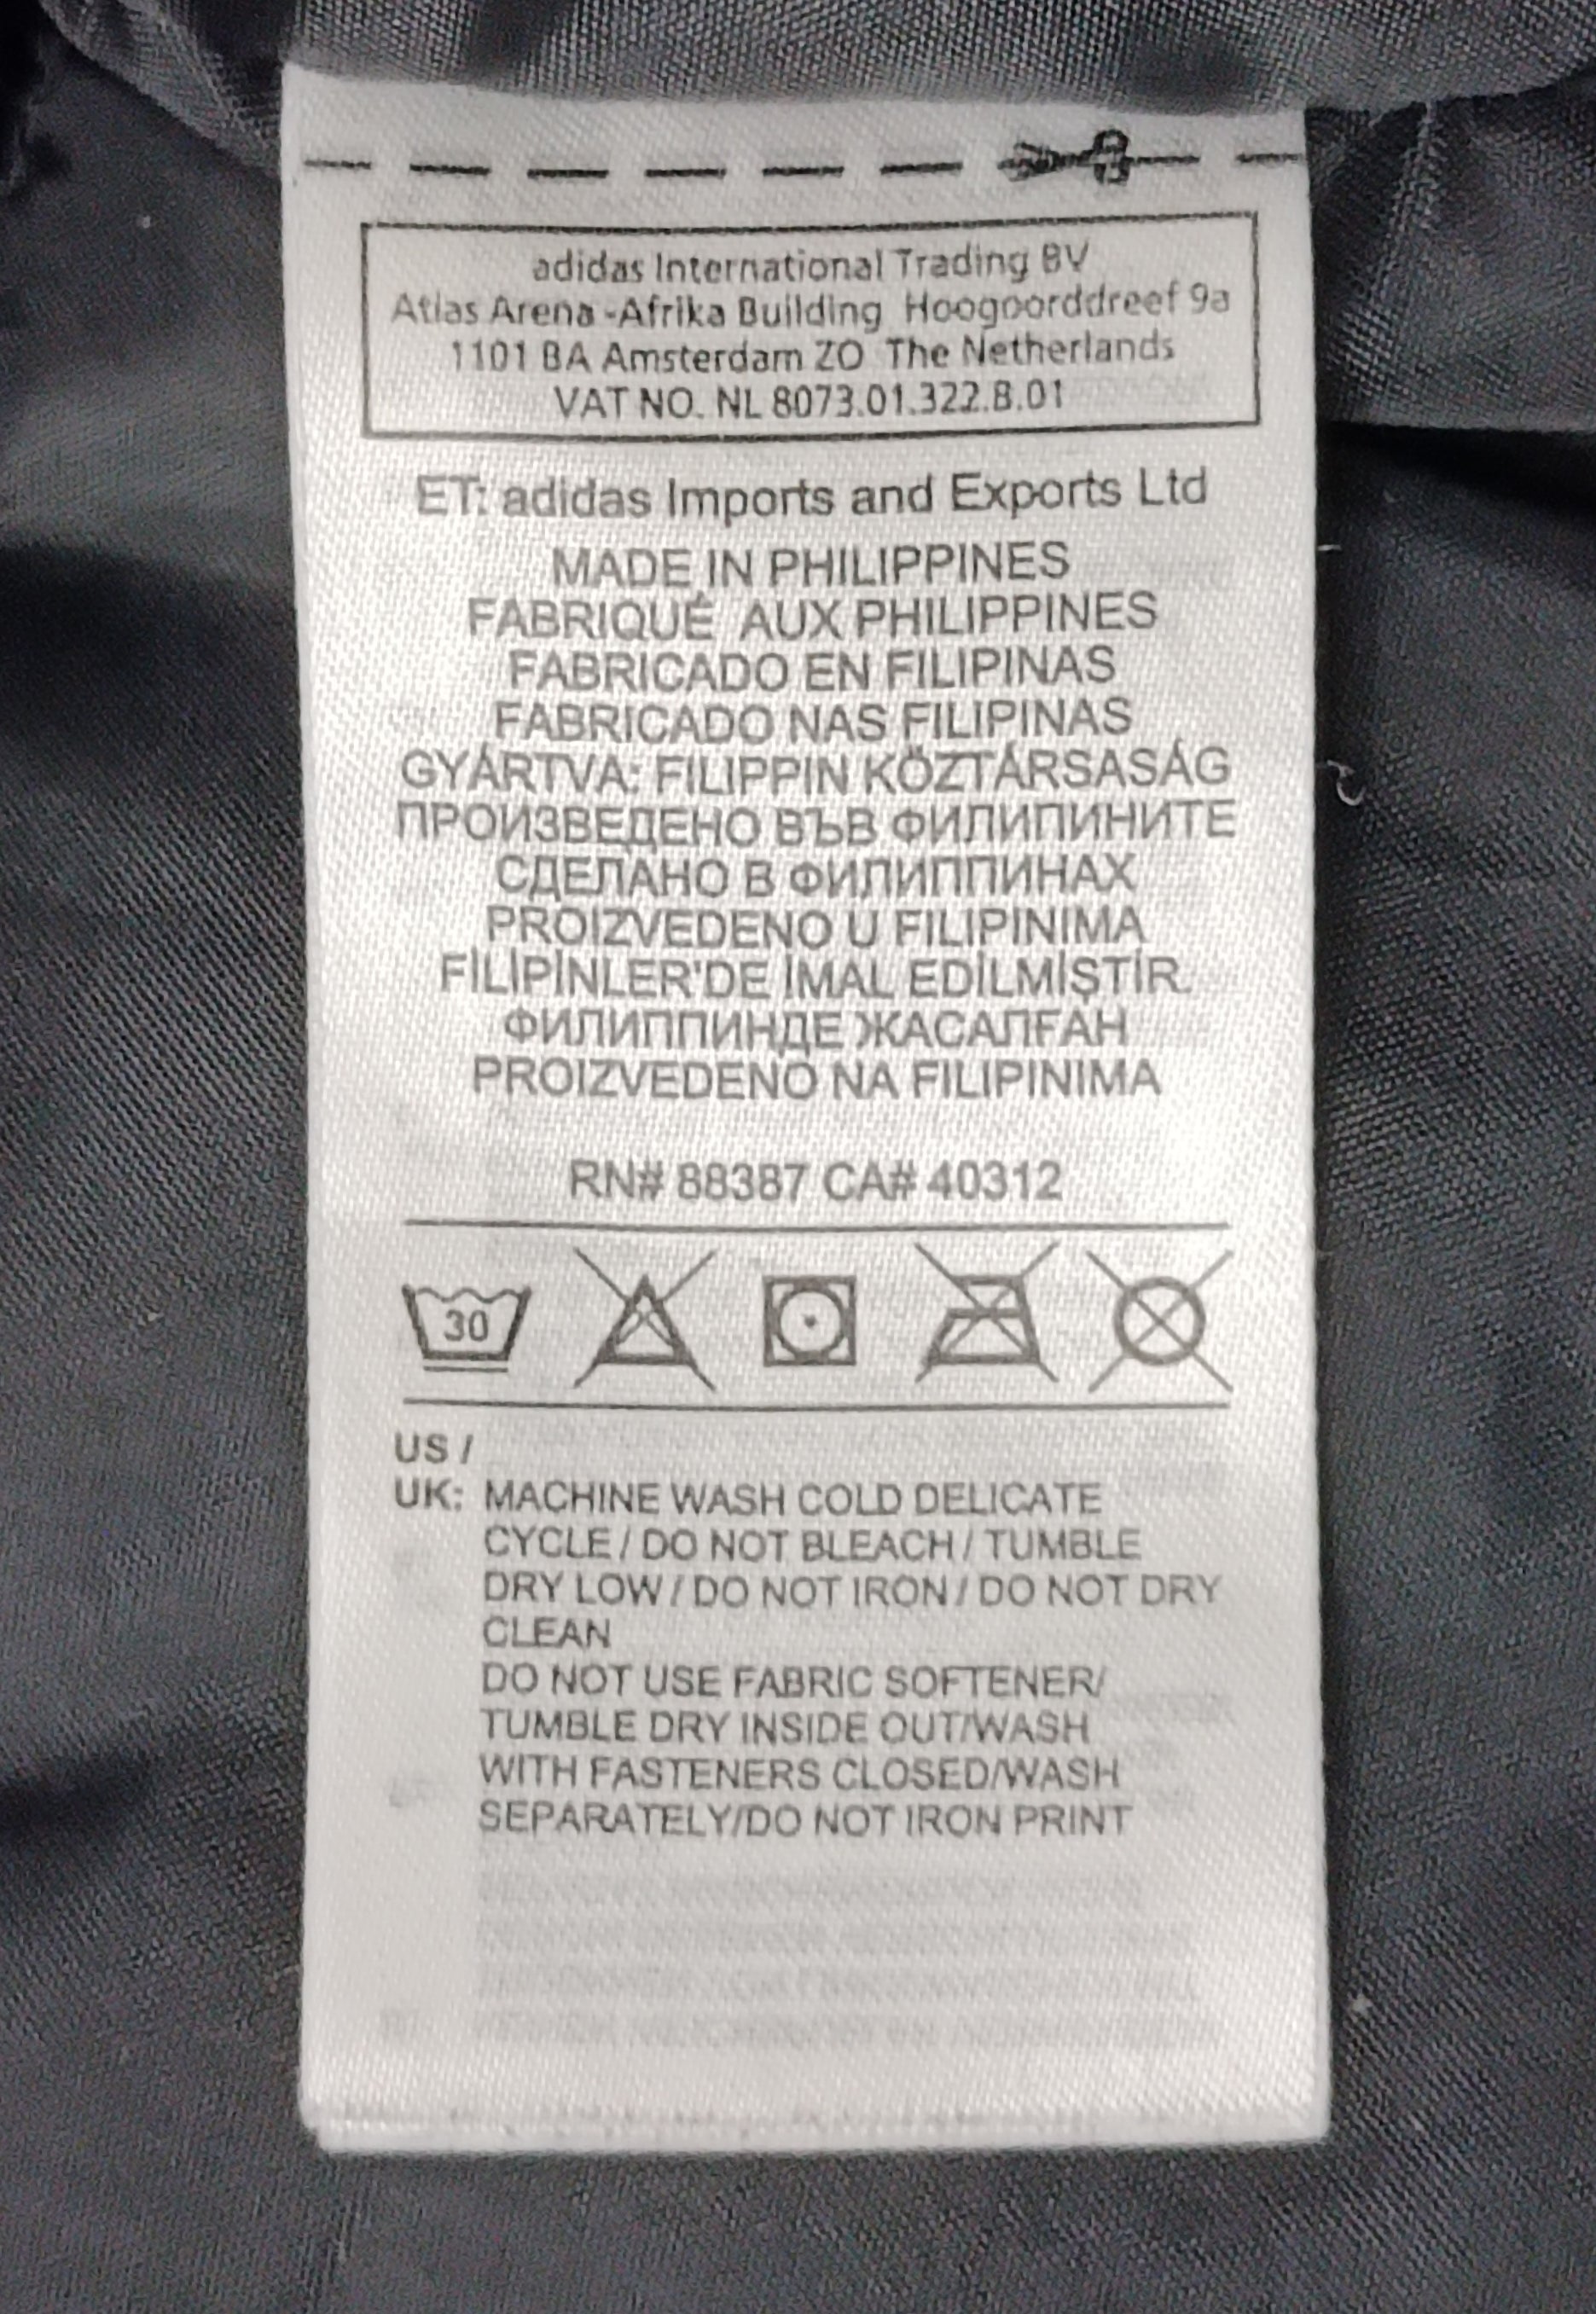 adidas International Trading BV
Atlas Arena -Afrika Building Hoogoorddreef 9a
1101 BA Amsterdam ZO The Netherlands
VAT NO. NL 8073.01.322.B.01
ET: adidas Imports and Exports Ltd
MADE IN PHILIPPINES
FABRIQUÉ AUX PHILIPPINES
FABRICADO EN FILIPINAS
FABRICADO NAS FILIPINAS
GYÁRTVA: FILIPPIN KÖZTÁRSASÁG
ПРОИЗВЕДЕНО ВЪВ ФИЛИПИНИТЕ
СДЕЛАНО В ФИЛИППИНАХ
PROIZVEDENO U FILIPINIMA
FİLİPİNLER'DE İMAL EDİLMİŞTİR.
ФИЛИППИНДЕ ЖАСАЛҒАН
PROIZVEDENO NA FILIPINIMA
RN# 88387 CA# 40312
30
US /
UK: MACHINE WASH COLD DELICATE
CYCLE / DO NOT BLEACH / TUMBLE
DRY LOW / DO NOT IRON / DO NOT DRY
CLEAN
DO NOT USE FABRIC SOFTENER/
TUMBLE DRY INSIDE OUT/WASH
WITH FASTENERS CLOSED/WASH
SEPARATELY/DO NOT IRON PRINT